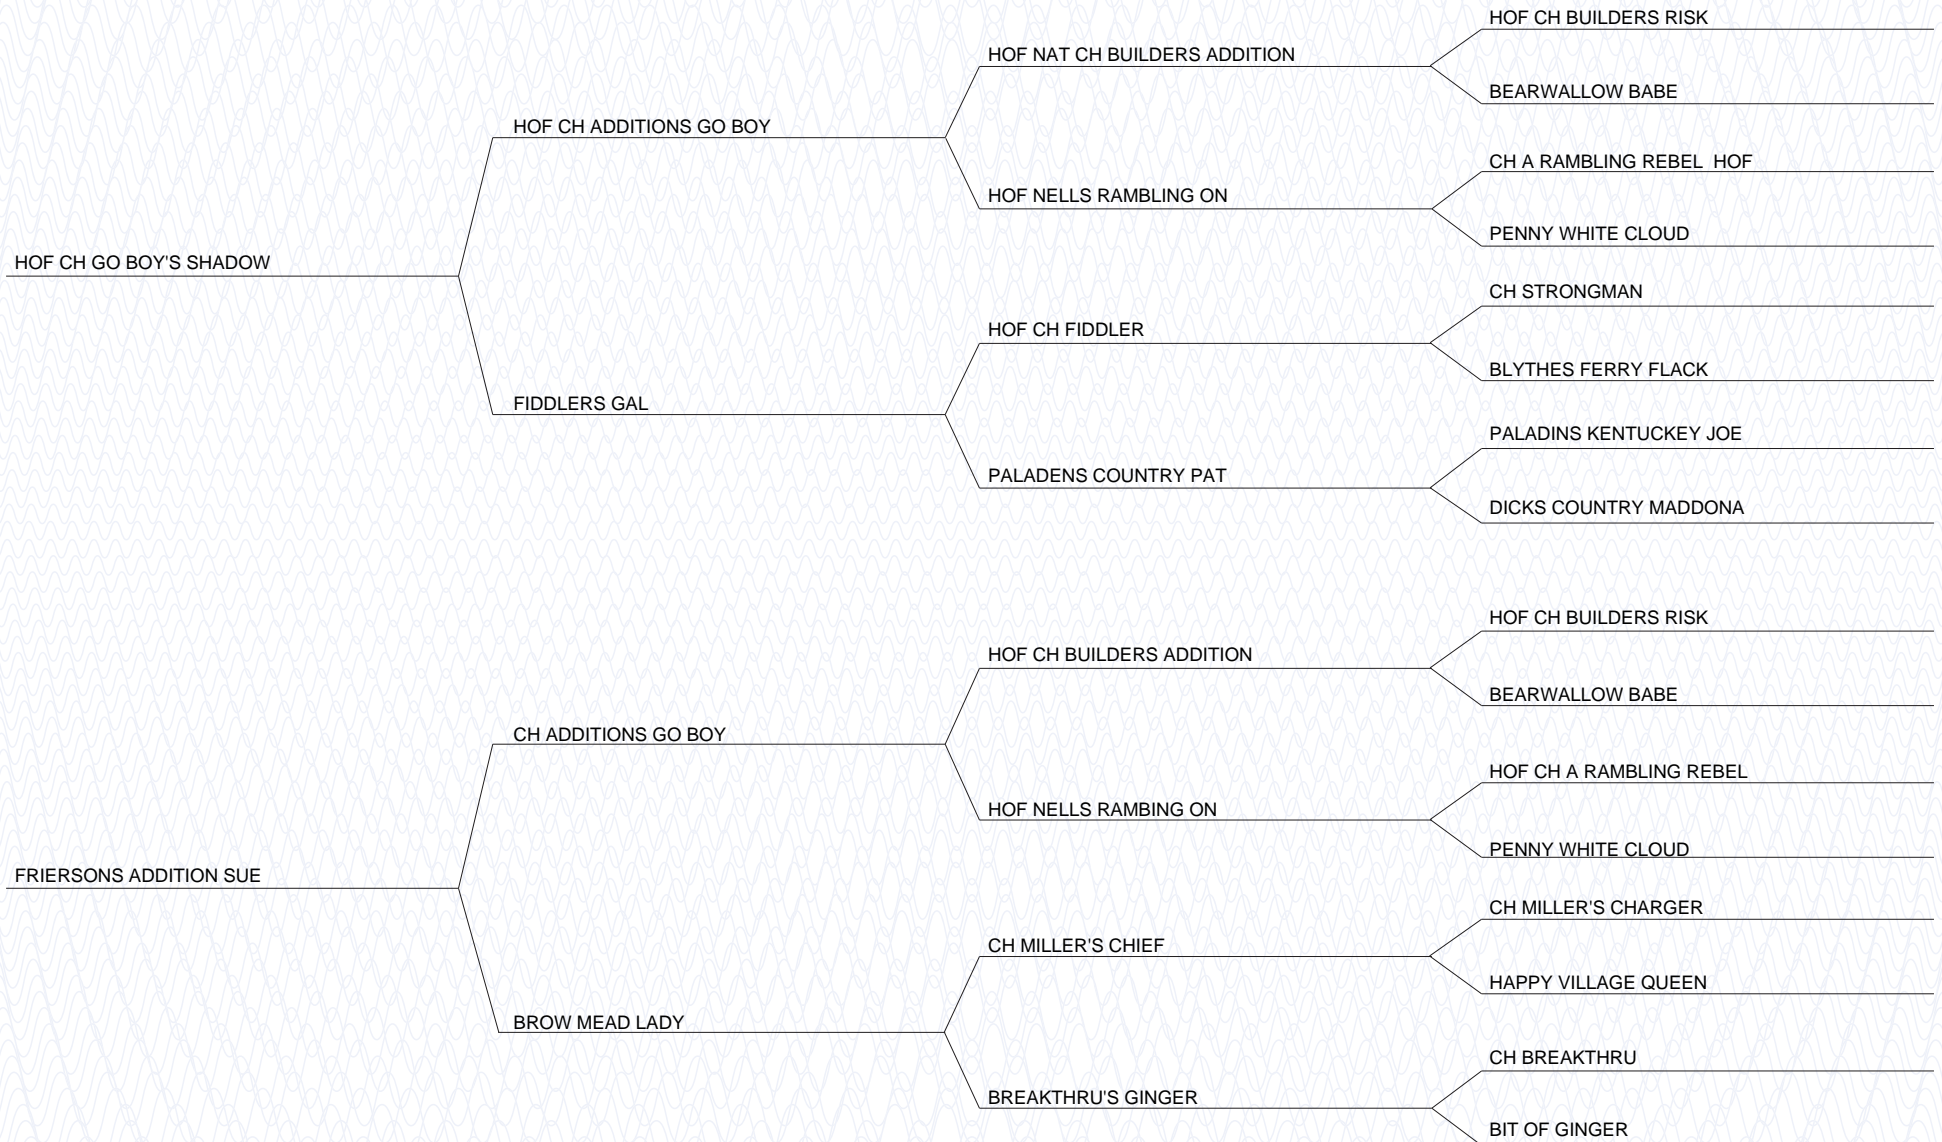 HOF CH BUILDERS RISK
HOF NAT CH BUILDERS ADDITION
BEARWALLOW BABE
HOF CH ADDITIONS GO BOY
CH A RAMBLING REBEL  HOF
HOF NELLS RAMBLING ON
PENNY WHITE CLOUD
HOF CH GO BOY'S SHADOW
CH STRONGMAN
HOF CH FIDDLER
BLYTHES FERRY FLACK
FIDDLERS GAL
PALADINS KENTUCKEY JOE
PALADENS COUNTRY PAT
DICKS COUNTRY MADDONA
HOF CH BUILDERS RISK
HOF CH BUILDERS ADDITION
BEARWALLOW BABE
CH ADDITIONS GO BOY
HOF CH A RAMBLING REBEL
HOF NELLS RAMBING ON
PENNY WHITE CLOUD
FRIERSONS ADDITION SUE
CH MILLER'S CHARGER
CH MILLER'S CHIEF
HAPPY VILLAGE QUEEN
BROW MEAD LADY
CH BREAKTHRU
BREAKTHRU'S GINGER
BIT OF GINGER